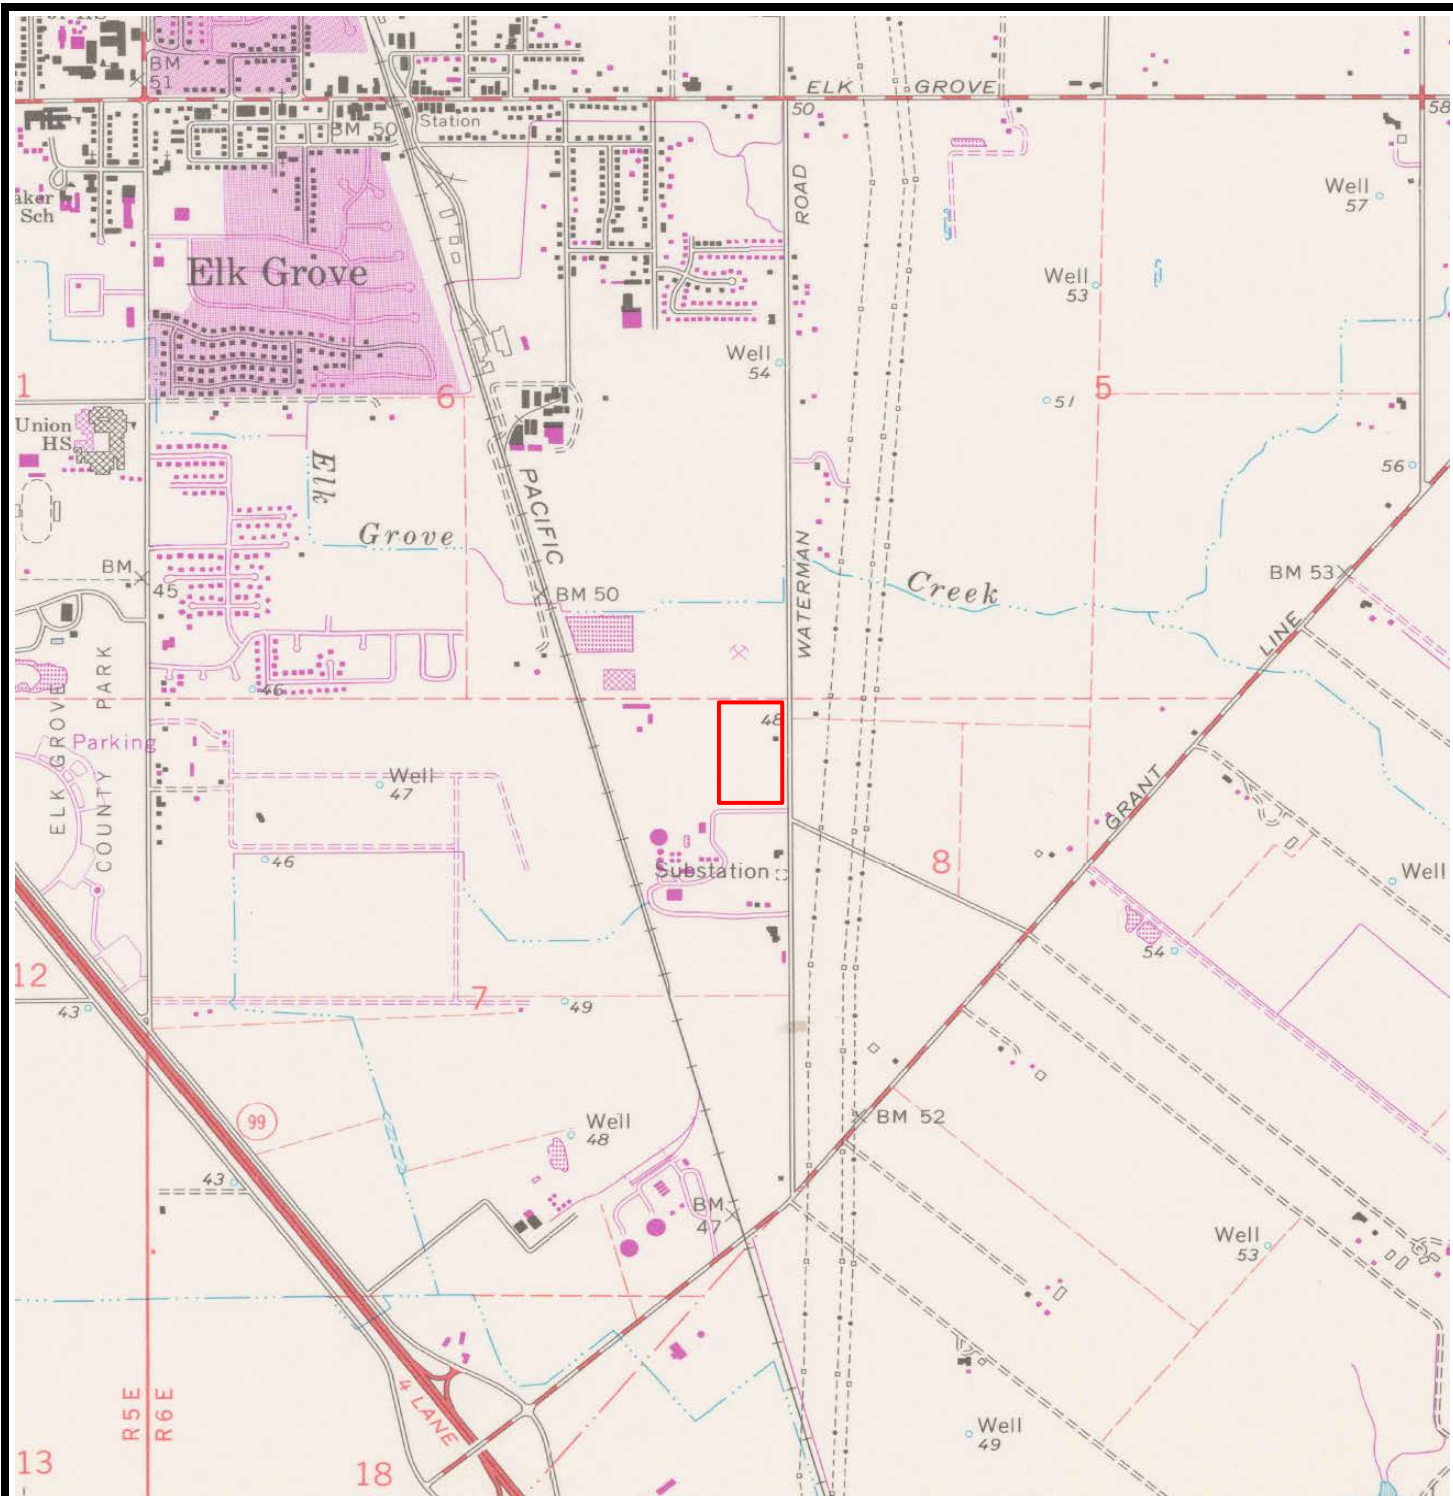 BM
51
ELK GROVE
50
58
BM 50
Station
ROAD
Sch
Well
57
Elk Grove
Well
53
Well
54
1
6
51
5
Union
HS
56
Elk
Grove
PACIFIC
BM
45
BM 50
WATERMAN
Creek
BM 53
LINE
46
48
ELK GROVE
COUNTY PARK
Parking
Well
47
GRANT
46
Substation
8
Well
54
12
43
7
49
99
Well
48
BM 52
43
BM
47
Well
53
R5E
R6E
4 LANE
Well
49
13
18